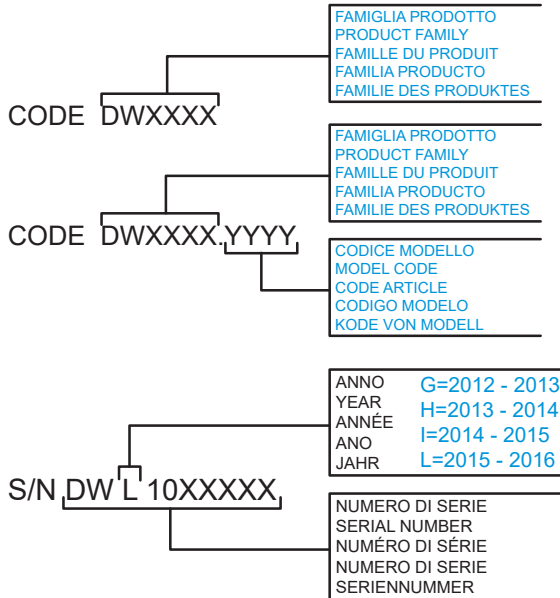 FAMIGLIA PRODOTTO
PRODUCT FAMILY
FAMILLE DU PRODUIT
FAMILIA PRODUCTO
FAMILIE DES PRODUKTES
CODE DWXXXX
FAMIGLIA PRODOTTO
PRODUCT FAMILY
FAMILLE DU PRODUIT
FAMILIA PRODUCTO
FAMILIE DES PRODUKTES
CODE DWXXXX.YYYY
CODICE MODELLO
MODEL CODE
CODE ARTICLE
CODIGO MODELO
KODE VON MODELL
ANNO
YEAR
ANNÉE
ANO
JAHR
G=2012 - 2013
H=2013 - 2014
I=2014 - 2015
L=2015 - 2016
S/N DW L 10XXXXX
NUMERO DI SERIE
SERIAL NUMBER
NUMÉRO DI SÉRIE
NUMERO DI SERIE
SERIENNUMMER